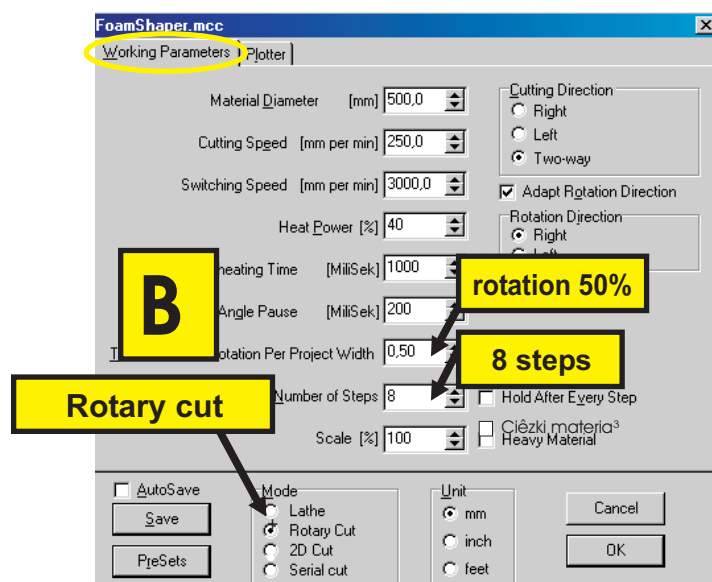 FoamShaper.mcc
Working Parameters
Plotter
Material Diameter [mm] 500,0
Cutting Speed [mm per min] 250,0
Switching Speed [mm per min] 3000,0
Heat Power [%] 40
heating Time [MiliSek] 1000
Angle Pause [MiliSek] 200
otation Per Project Width 0,50
Number of Steps 8
Scale [%] 100
Cutting Direction
Right
Left
Two-way
Adapt Rotation Direction
Rotation Direction
Right
rotation 50%
8 steps
Hold After Every Step
Ciêzki materia³
Heavy Material
B
Rotary cut
AutoSave
Save
PreSets
Mode
Lathe
Rotary Cut
2D Cut
Serial cut
Unit
mm
inch
feet
Cancel
OK